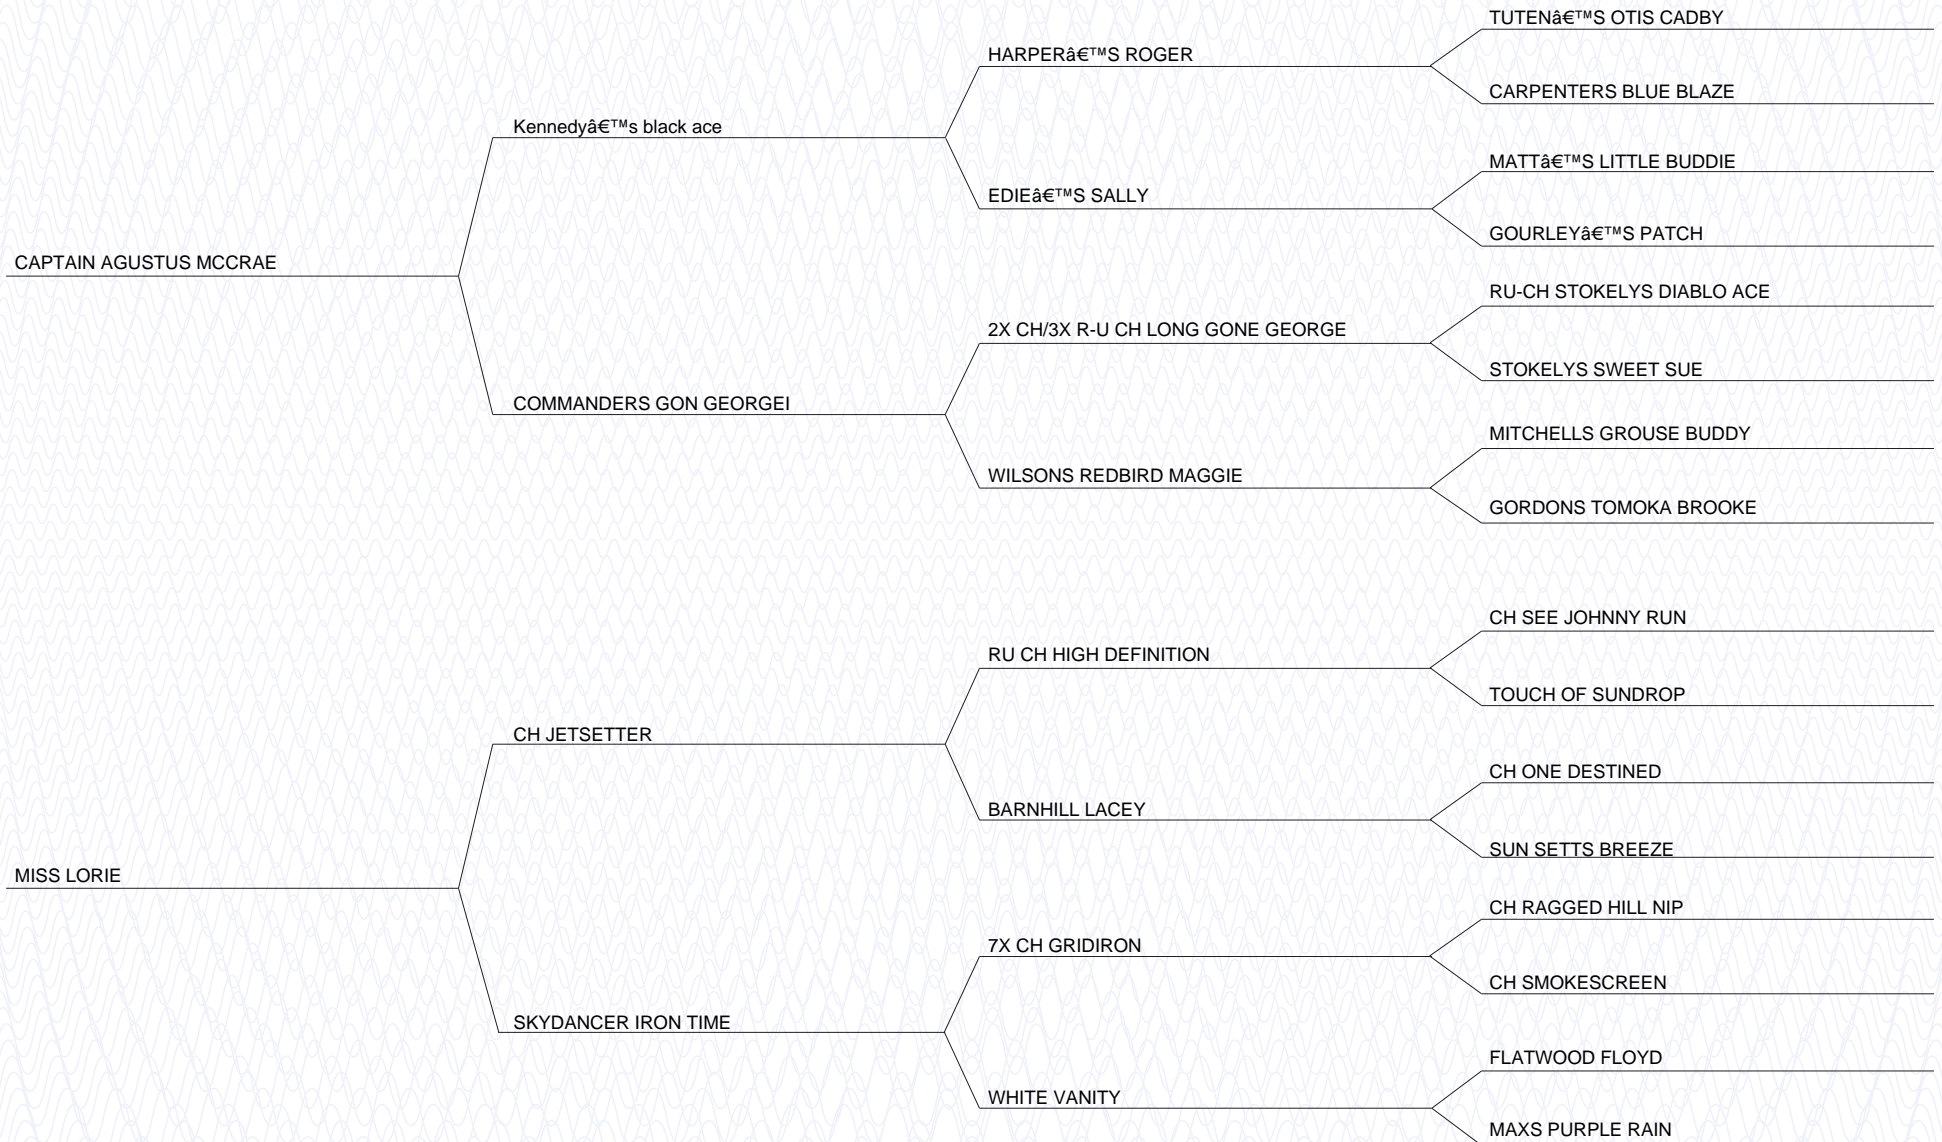 TUTENâ€™S OTIS CADBY
HARPERâ€™S ROGER
CARPENTERS BLUE BLAZE
Kennedyâ€™s black ace
MATTâ€™S LITTLE BUDDIE
EDIEâ€™S SALLY
GOURLEYâ€™S PATCH
CAPTAIN AGUSTUS MCCRAE
RU-CH STOKELYS DIABLO ACE
2X CH/3X R-U CH LONG GONE GEORGE
STOKELYS SWEET SUE
COMMANDERS GON GEORGEI
MITCHELLS GROUSE BUDDY
WILSONS REDBIRD MAGGIE
GORDONS TOMOKA BROOKE
CH SEE JOHNNY RUN
RU CH HIGH DEFINITION
TOUCH OF SUNDROP
CH JETSETTER
CH ONE DESTINED
BARNHILL LACEY
SUN SETTS BREEZE
MISS LORIE
CH RAGGED HILL NIP
7X CH GRIDIRON
CH SMOKESCREEN
SKYDANCER IRON TIME
FLATWOOD FLOYD
WHITE VANITY
MAXS PURPLE RAIN